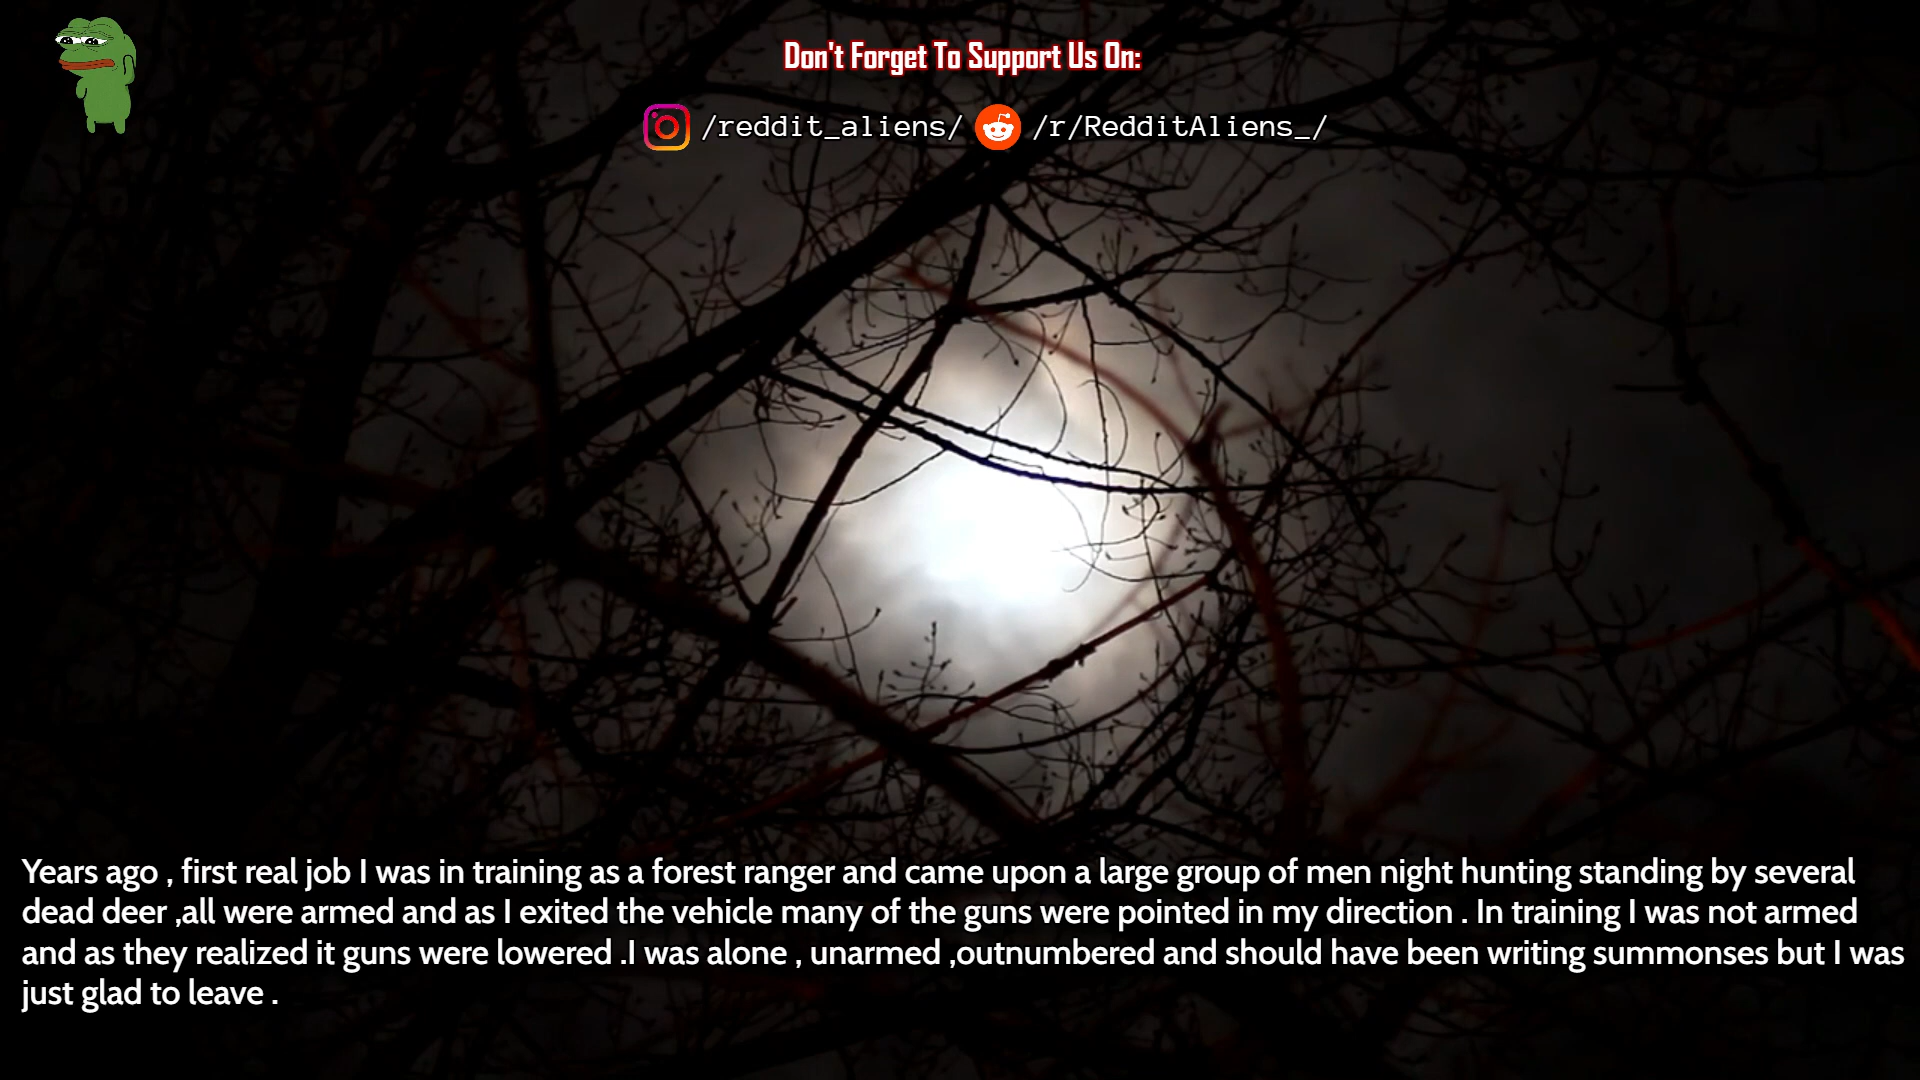 Don't Forget To Support Us On:
/reddit_aliens/ /r/RedditAliens_/
Years ago , first real job I was in training as a forest ranger and came upon a large group of men night hunting standing by several
dead deer ,all were armed and as I exited the vehicle many of the guns were pointed in my direction . In training I was not armed
and as they realized it guns were lowered .I was alone , unarmed ,outnumbered and should have been writing summonses but I was
just glad to leave .